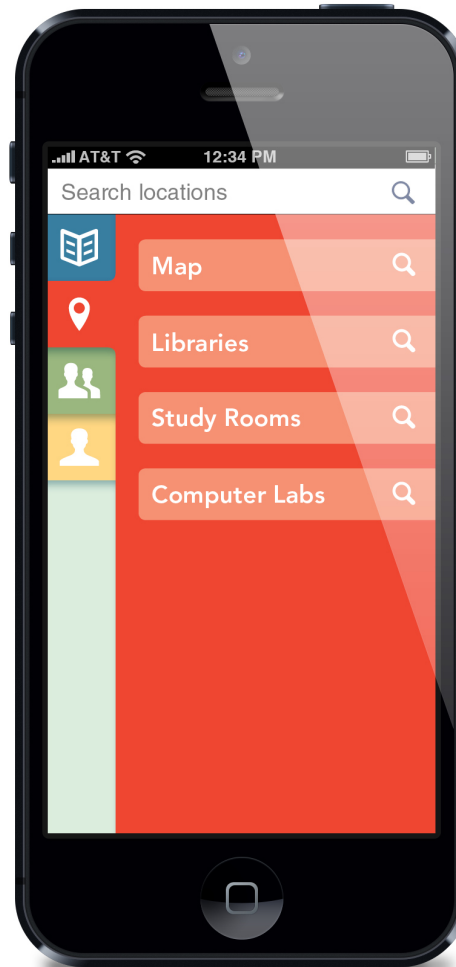 AT&T 12:34 PM
Search locations
Map
Libraries
Study Rooms
Computer Labs